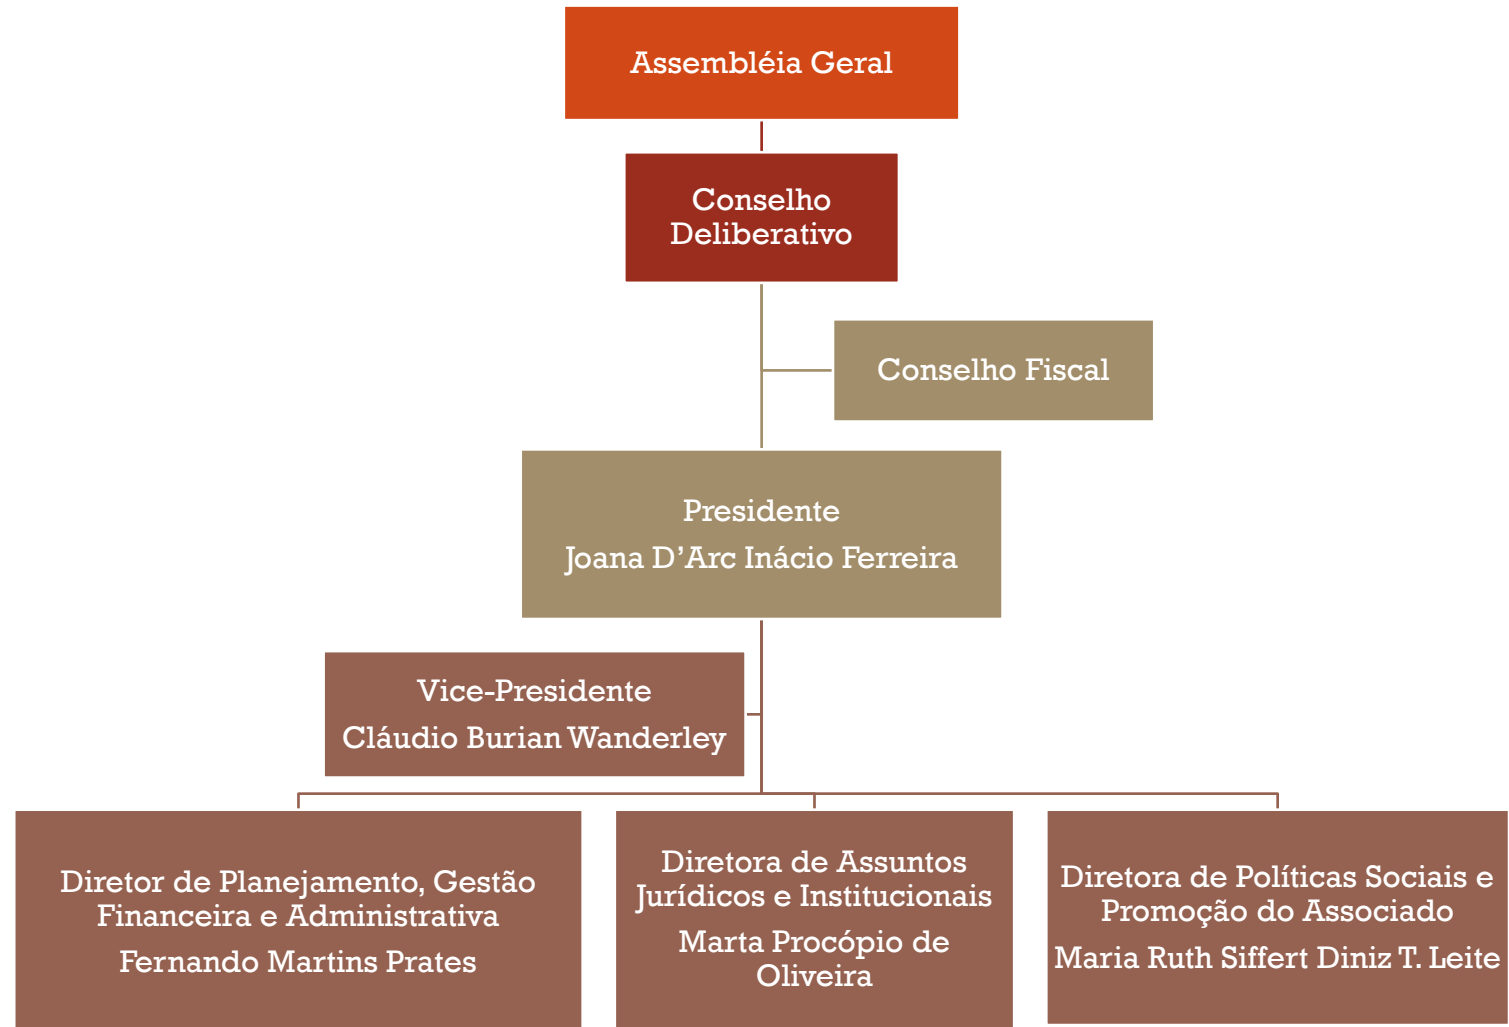 Assembléia Geral
Conselho
Deliberativo
Conselho Fiscal
Presidente
Joana D’Arc Inácio Ferreira
Vice-Presidente
Cláudio Burian Wanderley
Diretor de Planejamento, Gestão
Financeira e Administrativa
Fernando Martins Prates
Diretora de Assuntos
Jurídicos e Institucionais
Marta Procópio de
Oliveira
Diretora de Políticas Sociais e
Promoção do Associado
Maria Ruth Siffert Diniz T. Leite